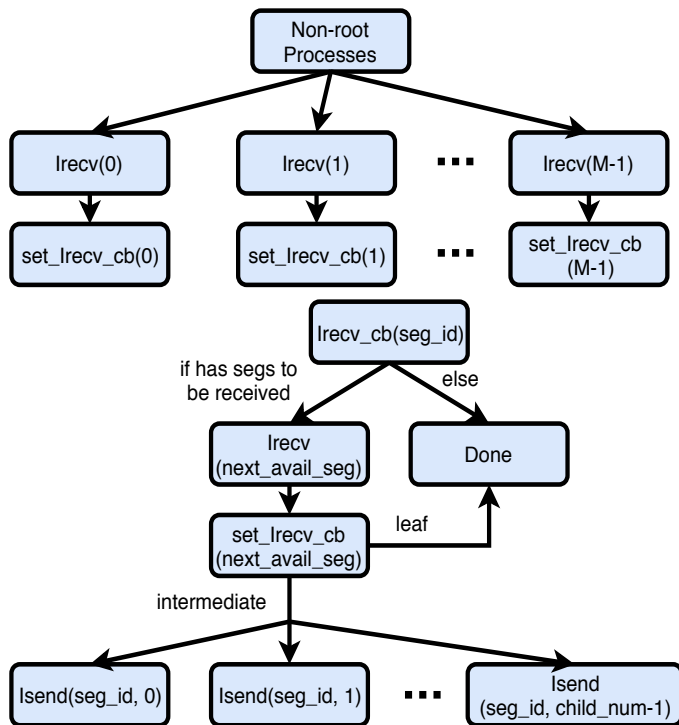 Non-root
Processes
Irecv(0)
Irecv(1)
...
Irecv(M-1)
set_Irecv_cb(0)
set_Irecv_cb(1)
...
set_Irecv_cb
(M-1)
Irecv_cb(seg_id)
if has segs to
be received
else
Irecv
(next_avail_seg)
Done
set_Irecv_cb
(next_avail_seg)
leaf
intermediate
Isend(seg_id, 0)
Isend(seg_id, 1)
...
Isend
(seg_id, child_num-1)